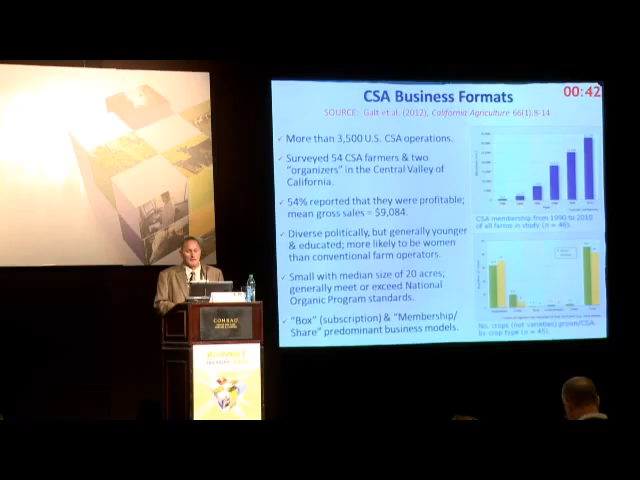 CSA Business Formats
00:42
SOURCE: Galt et al. (2012), California Agriculture 66(1):8-14
✓ More than 3,500 U.S. CSA operations.
✓ Surveyed 54 CSA farmers & two
"organizers" in the Central Valley of
California.
✓ 54% reported that they were profitable;
mean gross sales = $9,084.
✓ Diverse politically, but generally younger
& educated; more likely to be women
than conventional farm operators.
✓ Small with median size of 20 acres;
generally meet or exceed National
Organic Program standards.
✓ "Box" (subscription) & "Membership/
Share" predominant business models.
CSA membership from 1990 to 2010
of all farms in study (n = 46).
No. crops (not varieties) grown/CSA,
by crop type (n = 45).
CONRAD